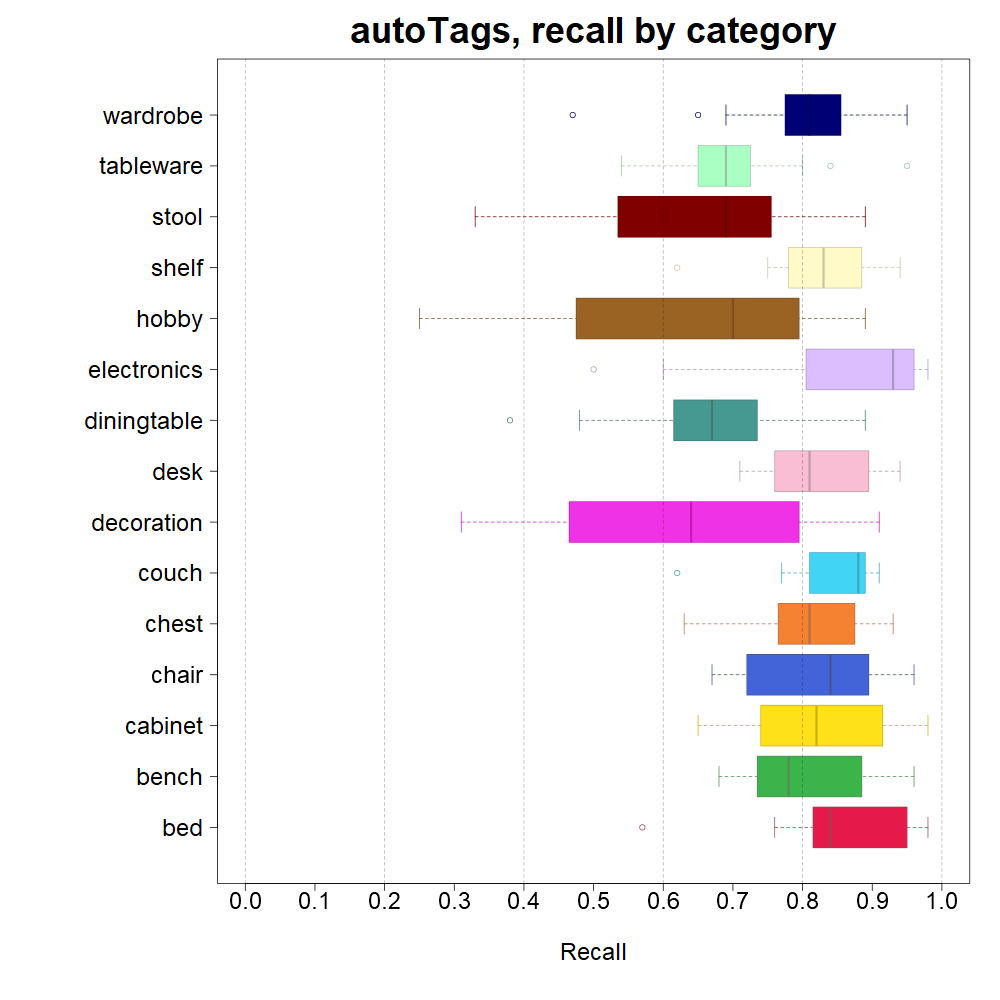 autoTags, recall by category
wardrobe
tableware
stool
shelf
hobby
electronics
diningtable
desk
decoration
couch
chest
chair
cabinet
bench
bed
0.0 0.1 0.2 0.3 0.4 0.5 0.6 0.7 0.8 0.9 1.0
Recall